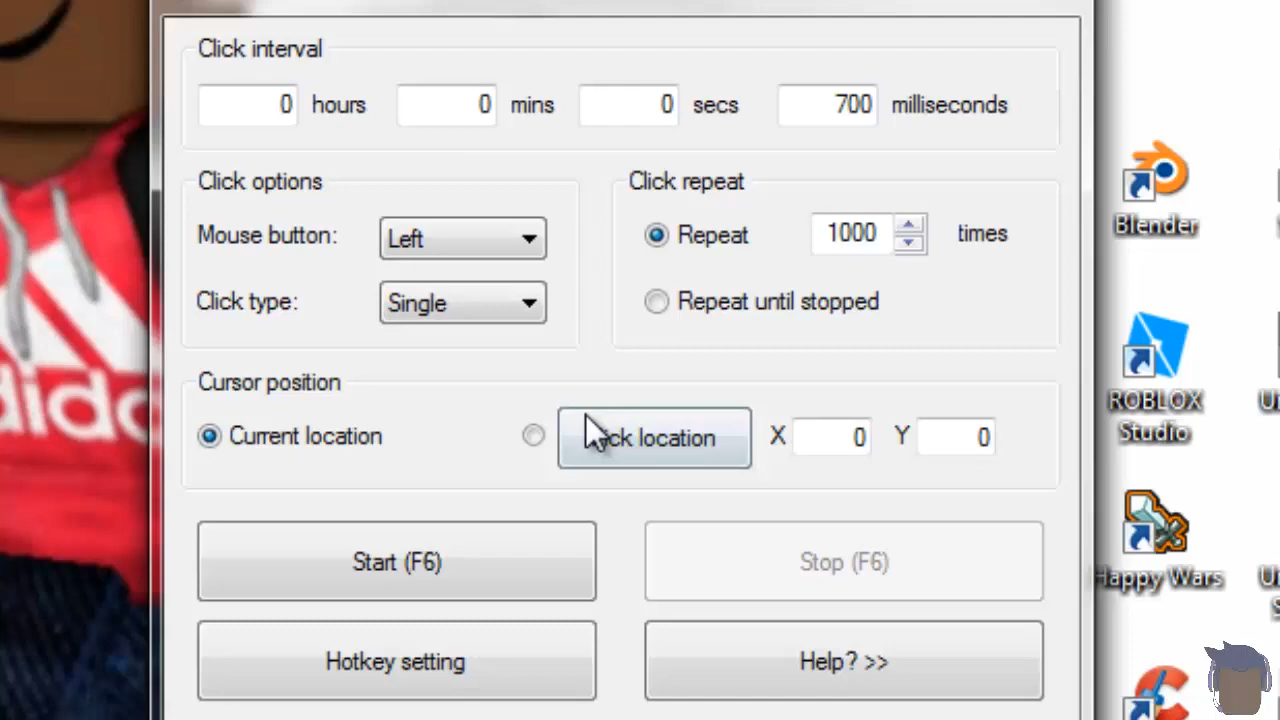 Click interval
0 hours 0 mins 0 secs 700 milliseconds
Click options
Click repeat
Mouse button: Left
Repeat 1000 times
Click type: Single
Repeat until stopped
Cursor position
Current location
location X 0 Y 0
Start (F6)
Stop (F6)
Hotkey setting
Help? >>
Blender
ROBLOX
Studio
Happy Wars